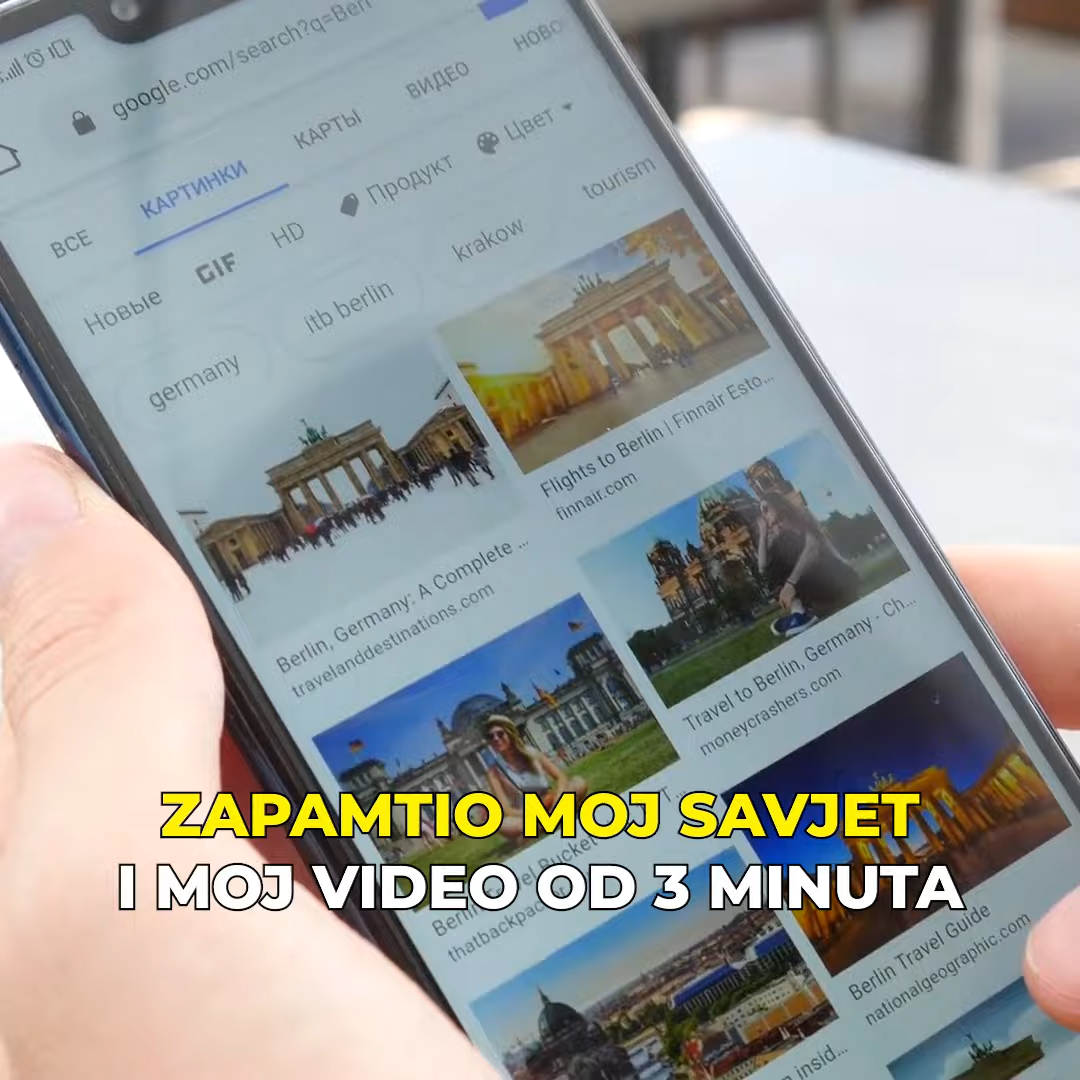 google.com/search?q=Berl
ВСЕ КАРТИНКИ КАРТЫ ВИДЕО НОВО
Новые GIF HD Продукт Цвет
germany itb berlin krakow tourism
Berlin, Germany: A Complete ...
travelanddestinations.com
Flights to Berlin | Finnair Esto...
finnair.com
Travel to Berlin, Germany - Ch...
moneycrashers.com
ZAPAMTIO MOJ SAVJET
I MOJ VIDEO OD 3 MINUTA
Berlin Travel Guide
nationalgeographic.com